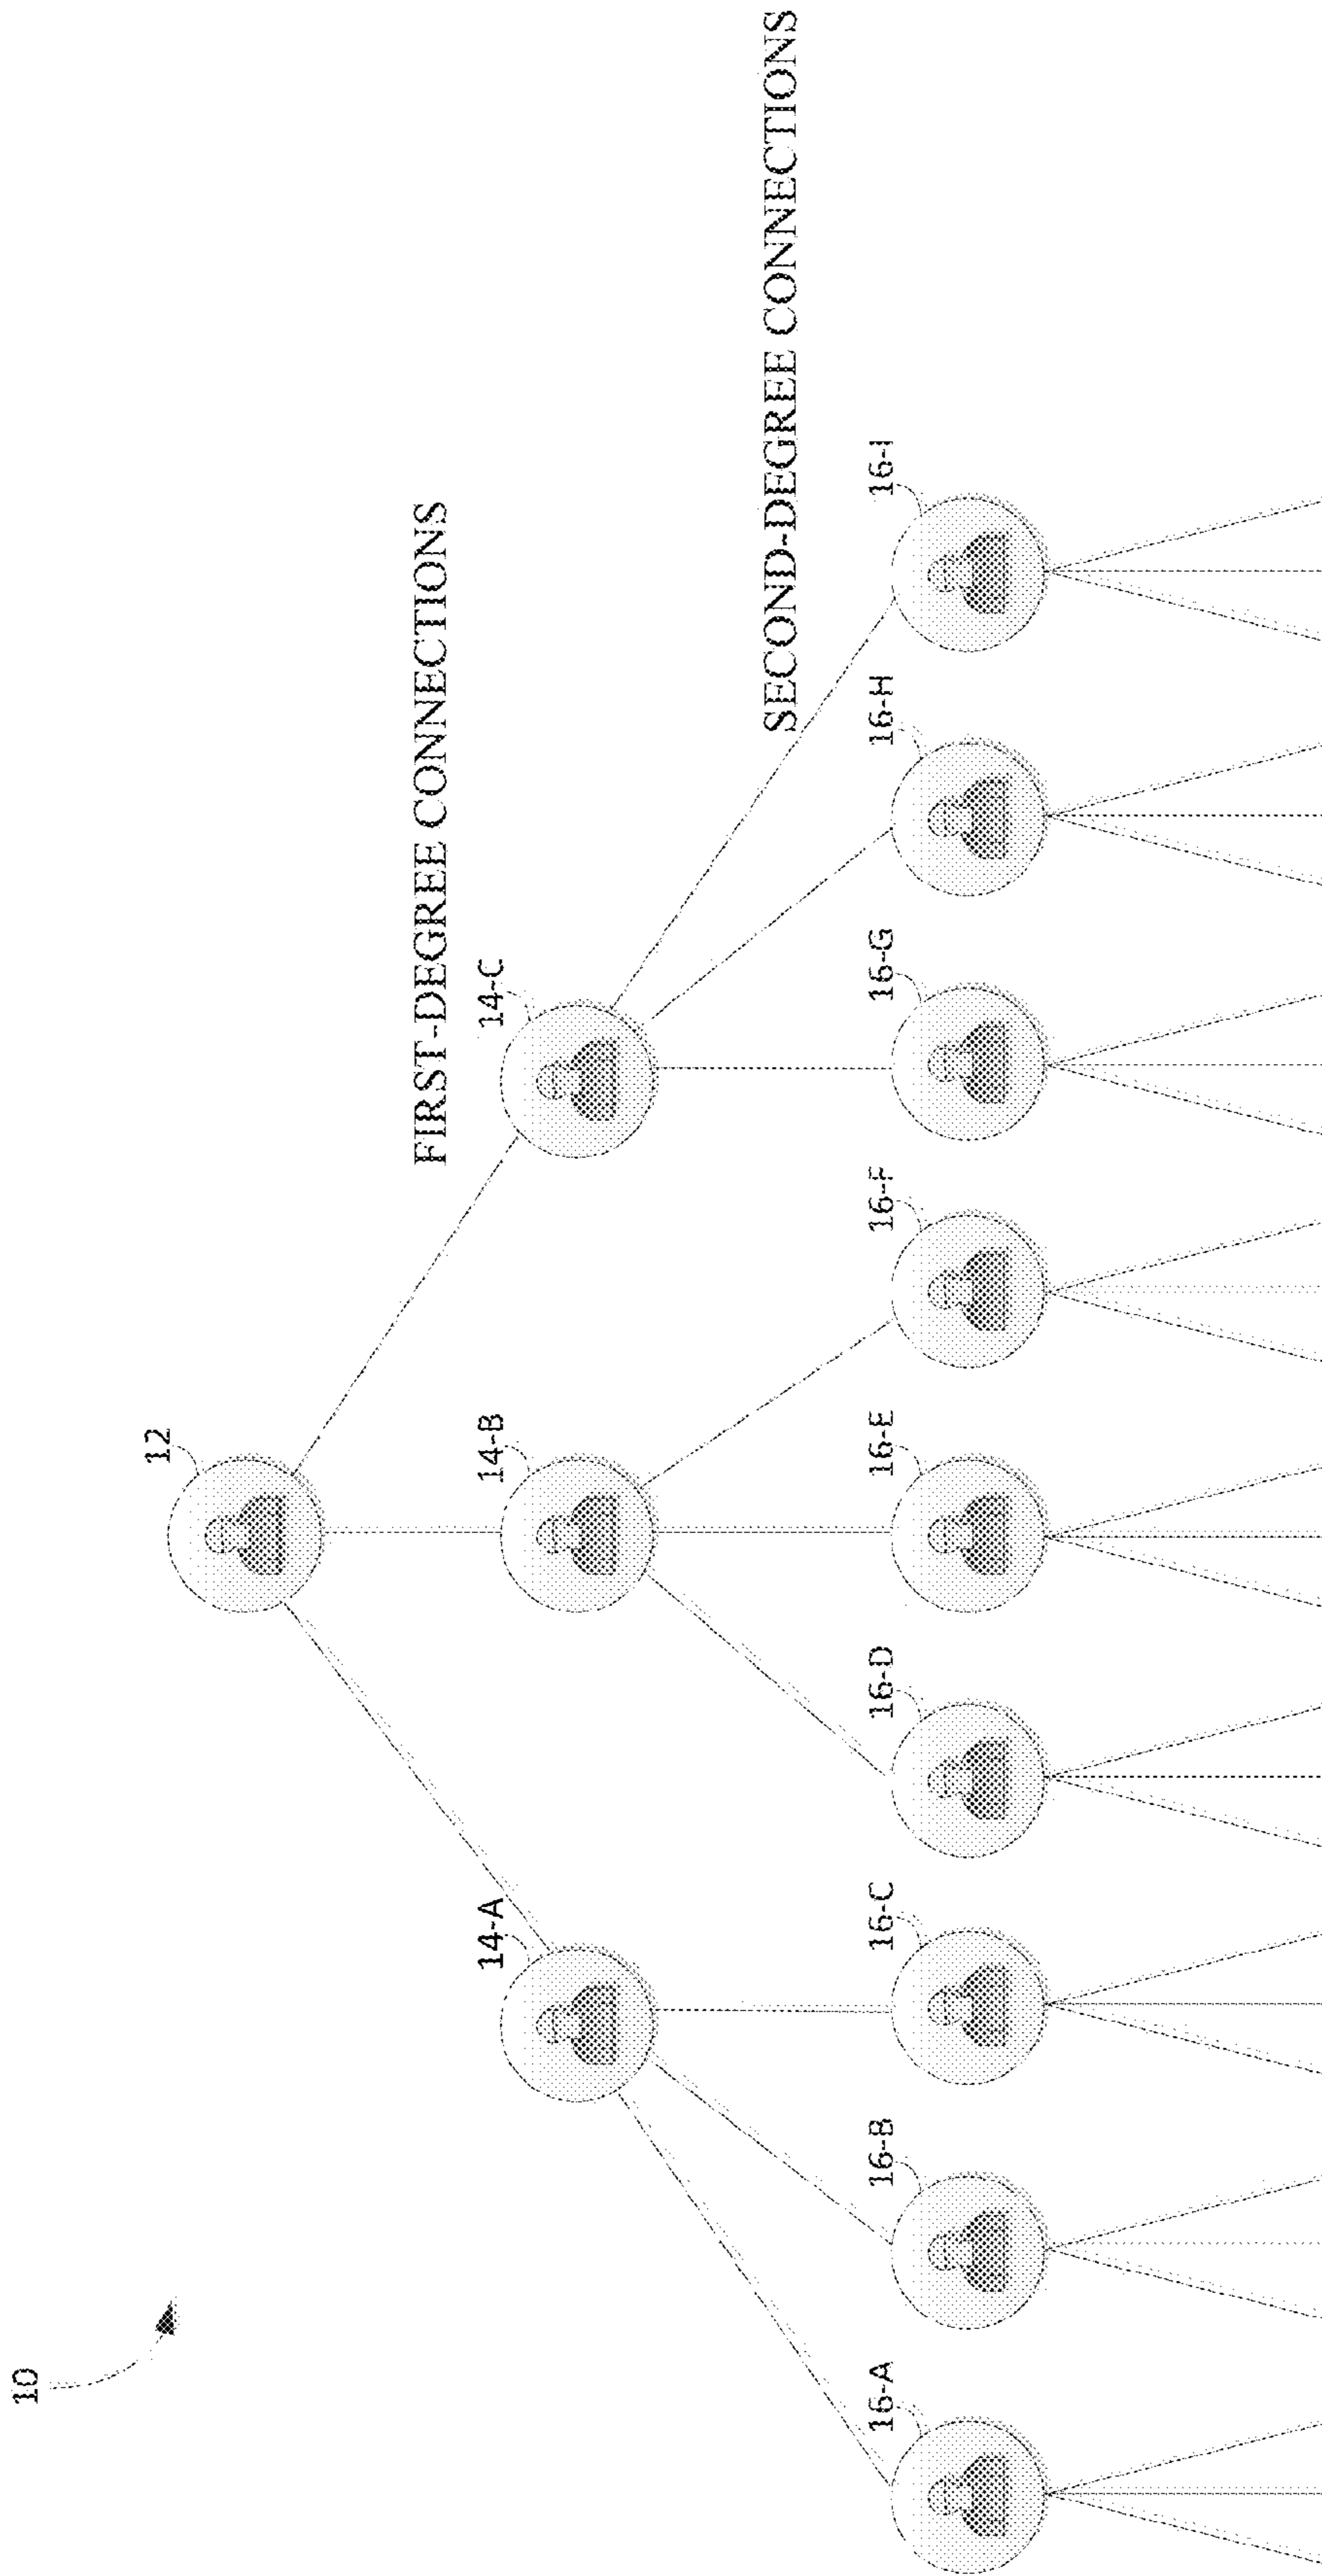 10
12
FIRST-DEGREE CONNECTIONS
14-A
14-B
14-C
SECOND-DEGREE CONNECTIONS
16-A
16-B
16-C
16-D
16-E
16-F
16-G
16-H
16-I